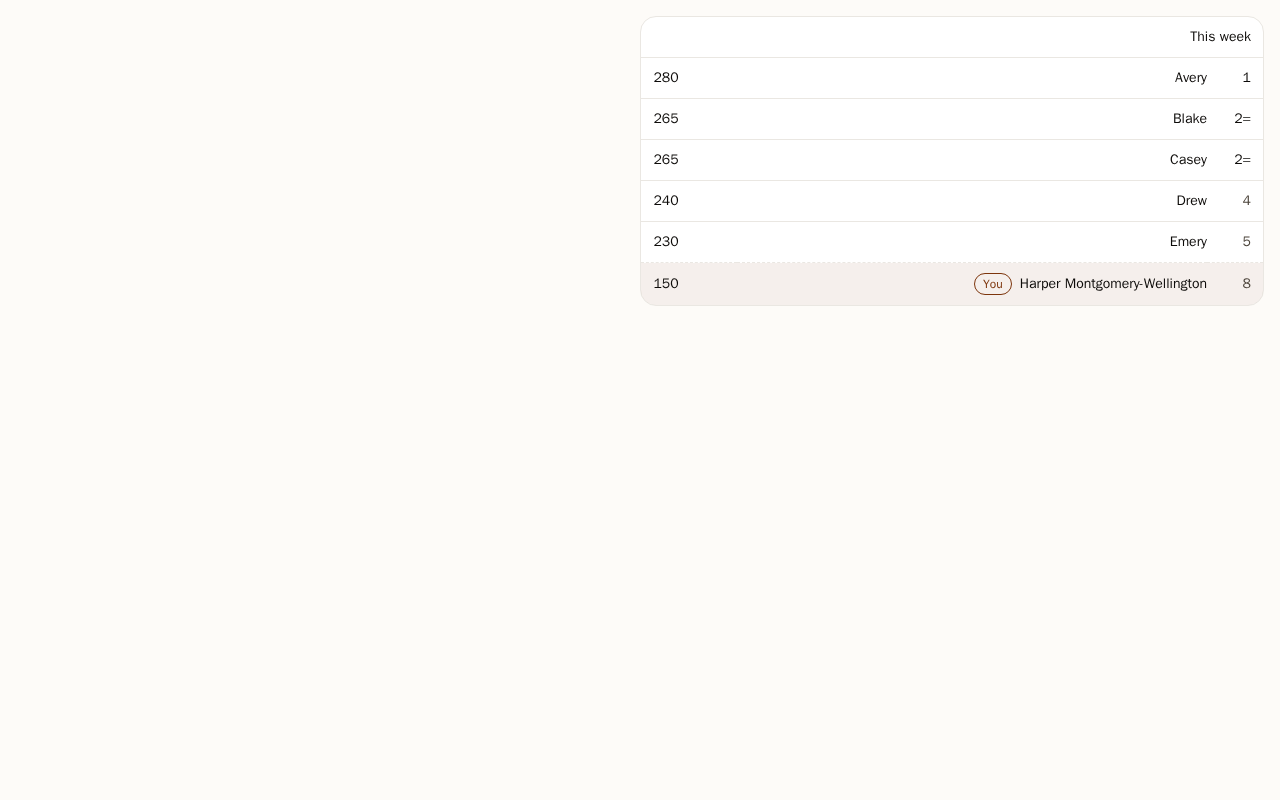 This week
1 Avery 280
2= Blake 265
2= Casey 265
4 Drew 240
5 Emery 230
8 Harper Montgomery-Wellington You 150